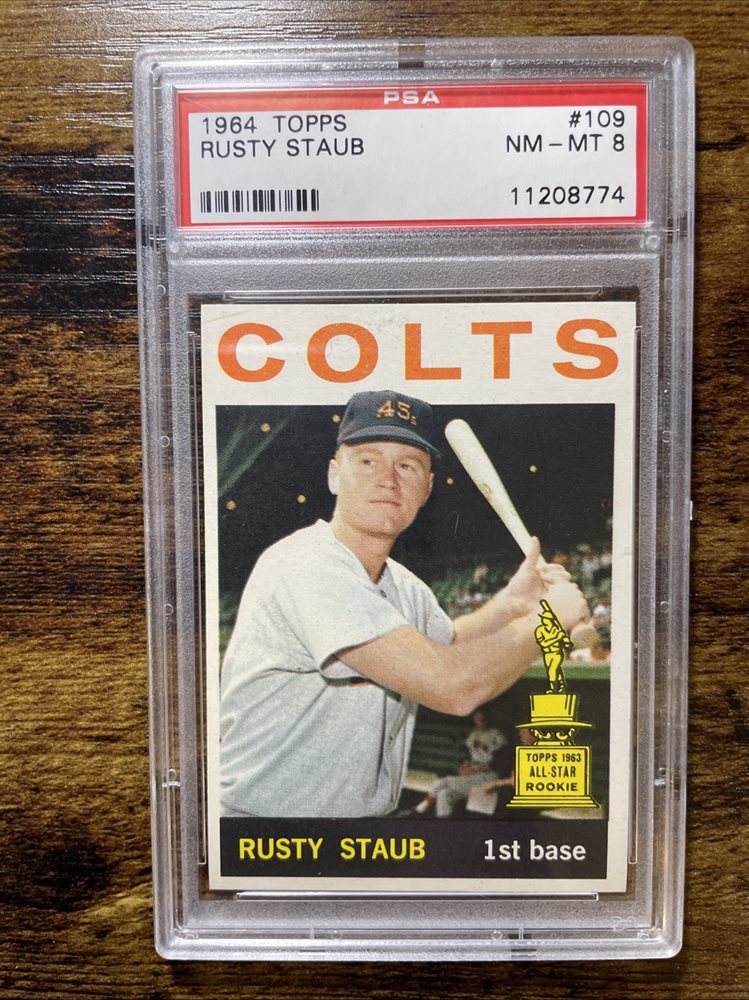 PSA
1964 TOPPS #109
RUSTY STAUB NM-MT 8
11208774
COLTS
45s
TOPPS 1963
ALL-STAR
ROOKIE
RUSTY STAUB 1st base